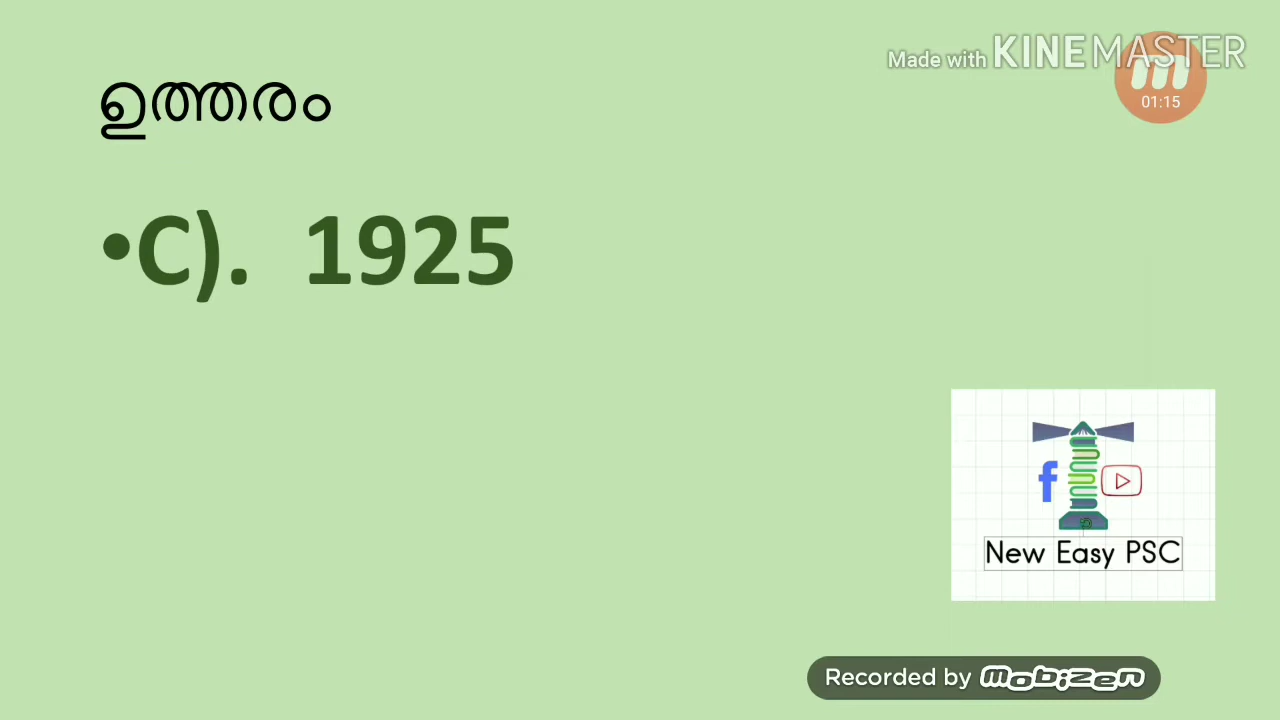 Made with KINEMASTER
01:15
ഉത്തരം
•C). 1925
New Easy PSC
Recorded by mobizen